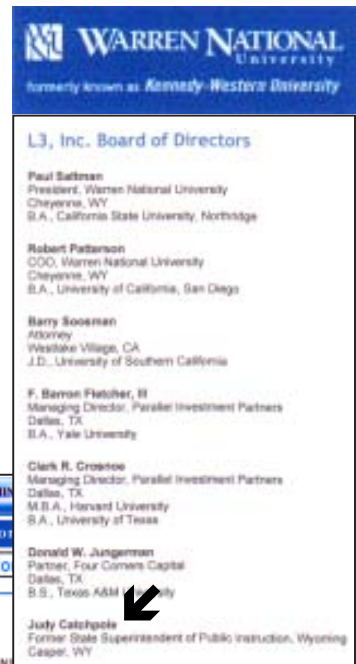 WARREN NATIONAL
University
formerly known as Kennedy-Western University
L3, Inc. Board of Directors
Paul Saltman
President, Warren National University
Cheyenne, WY
B.A., California State University, Northridge
Robert Patterson
COO, Warren National University
Cheyenne, WY
B.A., University of California, San Diego
Barry Soosman
Attorney
Westlake Village, CA
J.D., University of Southern California
F. Barron Fletcher, III
Managing Director, Parallel Investment Partners
Dallas, TX
B.A., Yale University
Clark R. Crosnoe
Managing Director, Parallel Investment Partners
Dallas, TX
M.B.A., Harvard University
B.A., University of Texas
Donald W. Jungerman
Partner, Four Corners Capital
Dallas, TX
B.S., Texas A&M
Judy Catchpole
Former State Superintendent of Public Instruction, Wyoming
Casper, WY